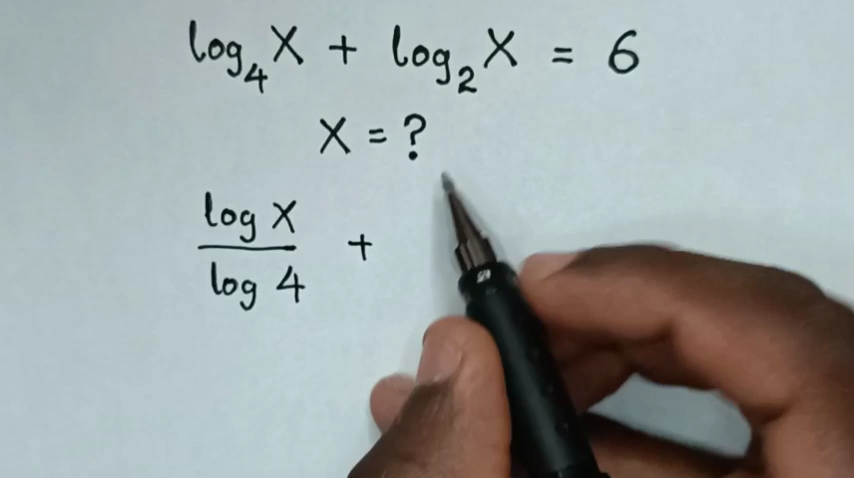 log₄X + log₂X = 6
X = ?
log X
log 4 +